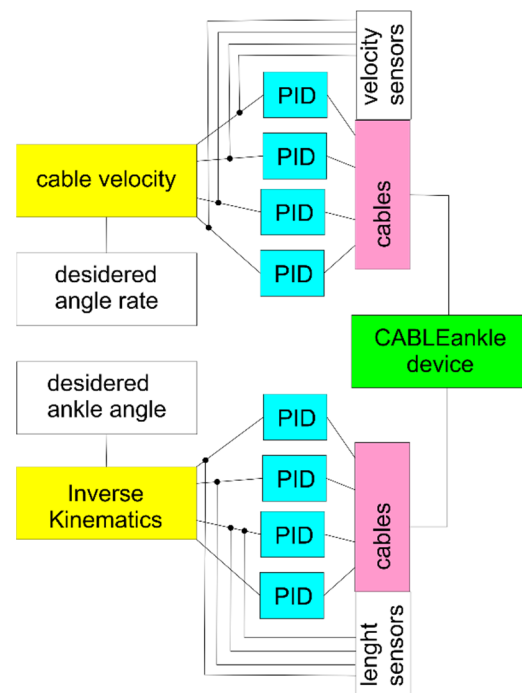 velocity
sensors
PID
PID
PID
PID
cable velocity
cables
desidered
angle rate
CABLEankle
device
desidered
ankle angle
PID
PID
PID
PID
Inverse
Kinematics
cables
lenght
sensors